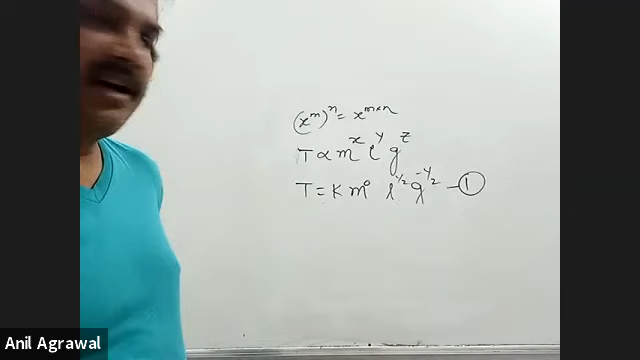 (x^m)^n = x^{m×n}
T ∝ m^x l^y g^z
T = K m^0 l^{1/2} g^{-1/2} — ①
Anil Agrawal